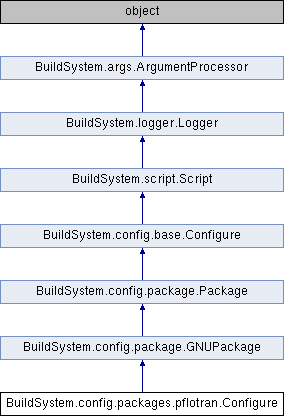 object
BuildSystem.args.ArgumentProcessor
BuildSystem.logger.Logger
BuildSystem.script.Script
BuildSystem.config.base.Configure
BuildSystem.config.package.Package
BuildSystem.config.package.GNUPackage
BuildSystem.config.packages.pflotran.Configure